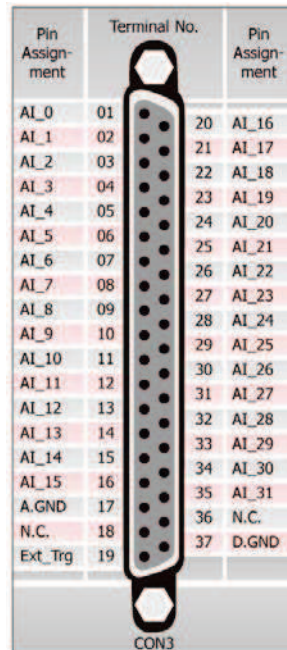 Pin Assign- ment Terminal No. Pin Assign- ment
AI_0 01
20 AI_16
AI_1 02
21 AI_17
AI_2 03
22 AI_18
AI_3 04
23 AI_19
AI_4 05
24 AI_20
AI_5 06
25 AI_21
AI_6 07
26 AI_22
AI_7 08
27 AI_23
AI_8 09
28 AI_24
AI_9 10
29 AI_25
AI_10 11
30 AI_26
AI_11 12
31 AI_27
AI_12 13
32 AI_28
AI_13 14
33 AI_29
AI_14 15
34 AI_30
AI_15 16
35 AI_31
A.GND 17
36 N.C.
N.C. 18
37 D.GND
Ext_Trg 19
CON3